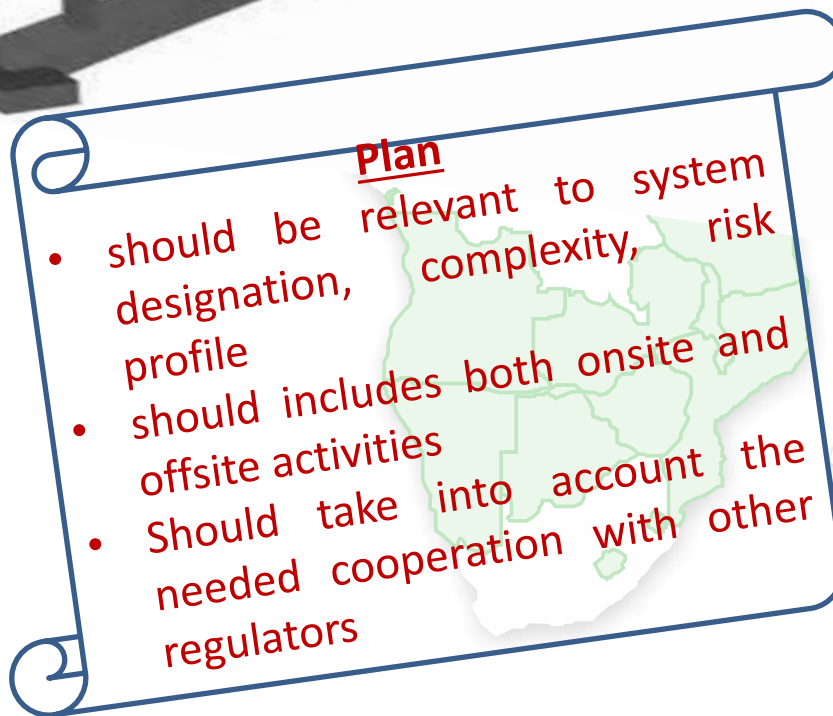 Plan
• should be relevant to system
designation, complexity, risk
profile
• should includes both onsite and
offsite activities
• Should take into account the
needed cooperation with other
regulators